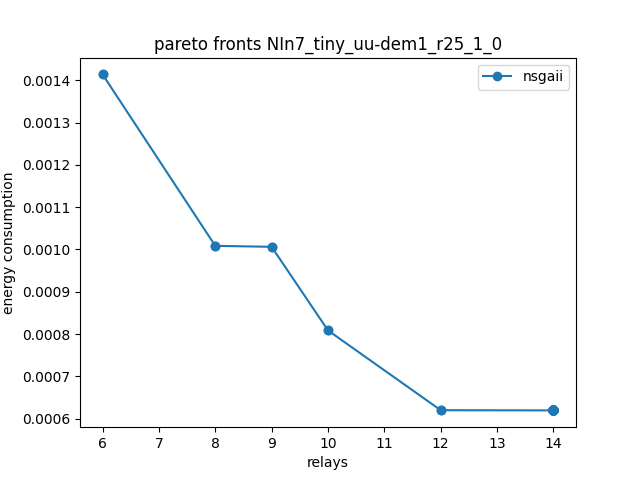 pareto fronts NIn7_tiny_uu-dem1_r25_1_0
nsgaii
energy consumption
0.0014
0.0013
0.0012
0.0011
0.0010
0.0009
0.0008
0.0007
0.0006
6 7 8 9 10 11 12 13 14
relays